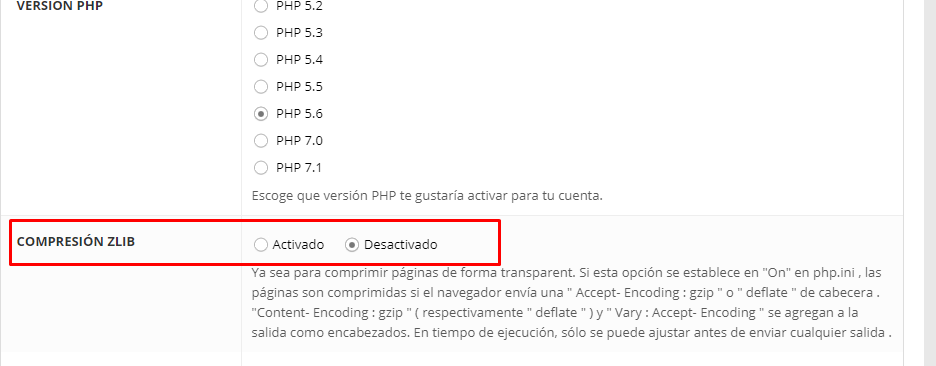 VERSIÓN PHP
PHP 5.2
PHP 5.3
PHP 5.4
PHP 5.5
PHP 5.6
PHP 7.0
PHP 7.1
Escoge que versión PHP te gustaría activar para tu cuenta.
COMPRESIÓN ZLIB
Activado
Desactivado
Ya sea para comprimir páginas de forma transparent. Si esta opción se establece en "On" en php.ini , las
páginas son comprimidas si el navegador envía una " Accept- Encoding : gzip " o " deflate " de cabecera .
"Content- Encoding : gzip " ( respectivamente " deflate " ) y " Vary : Accept- Encoding " se agregan a la
salida como encabezados. En tiempo de ejecución, sólo se puede ajustar antes de enviar cualquier salida .